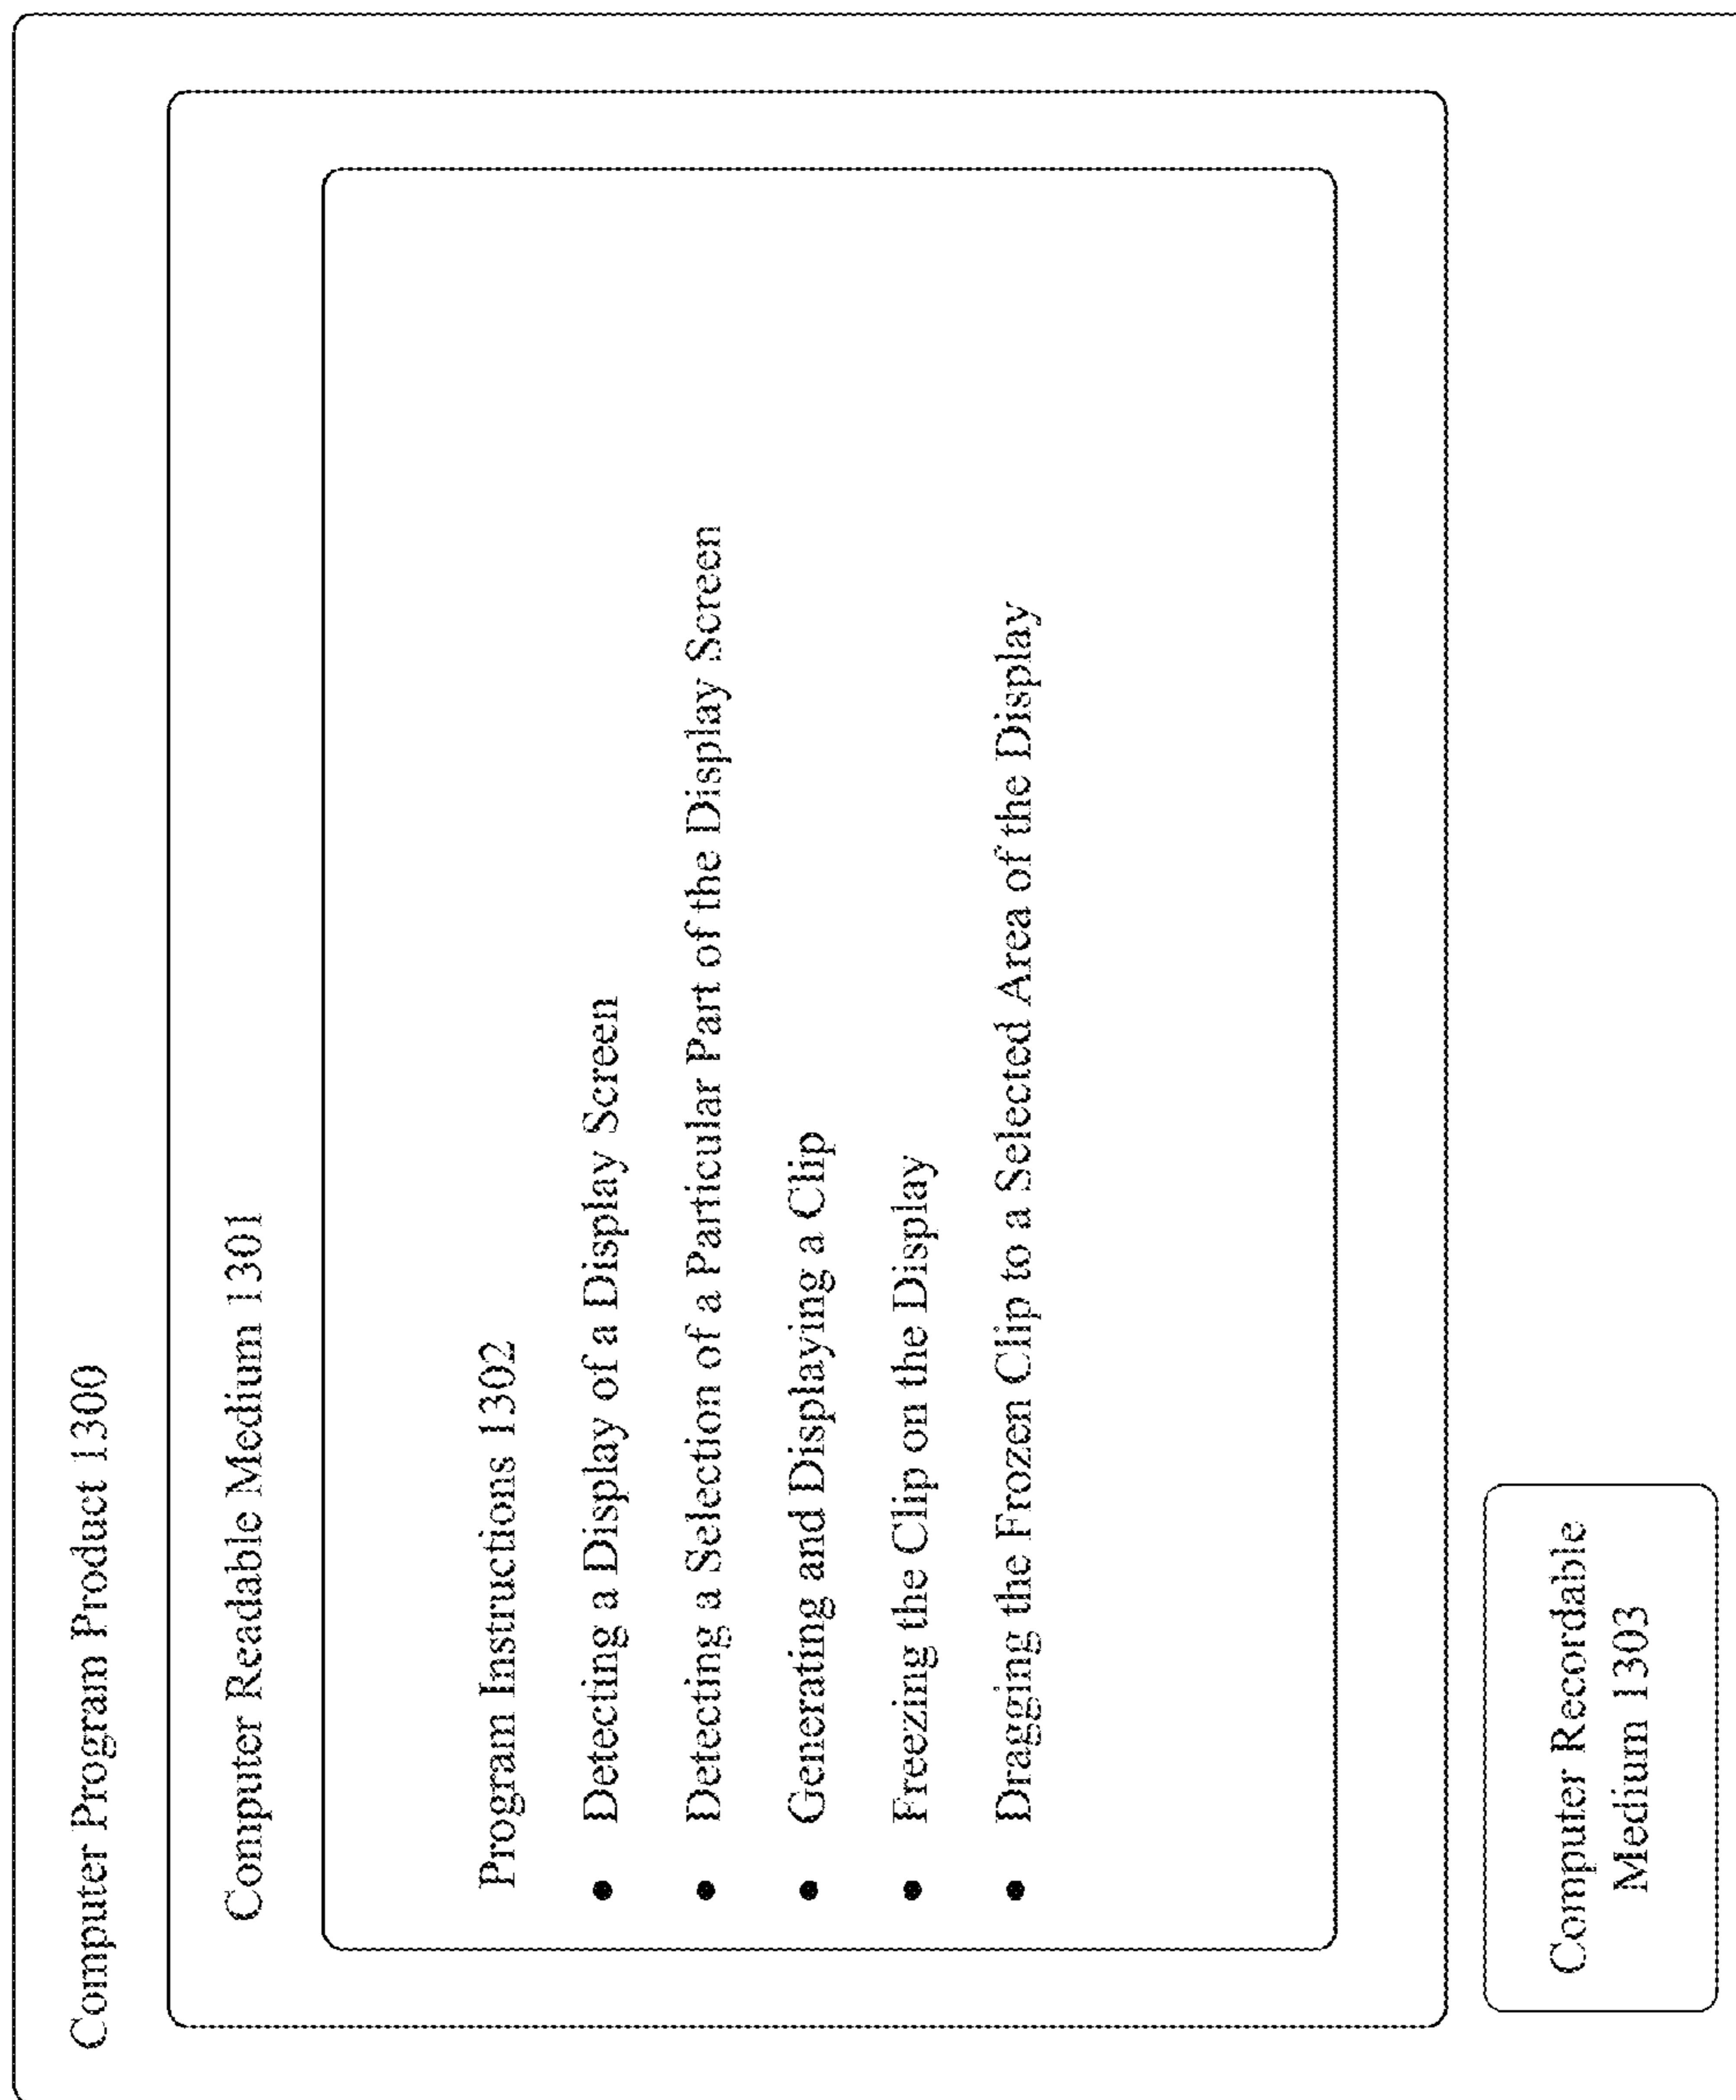 Computer Program Product 1300
Computer Readable Medium 1301
Program Instructions 1302
• Detecting a Display of a Display Screen
• Detecting a Selection of a Particular Part of the Display Screen
• Generating and Displaying a Clip
• Freezing the Clip on the Display
• Dragging the Frozen Clip to a Selected Area of the Display
Computer Recordable
Medium 1303